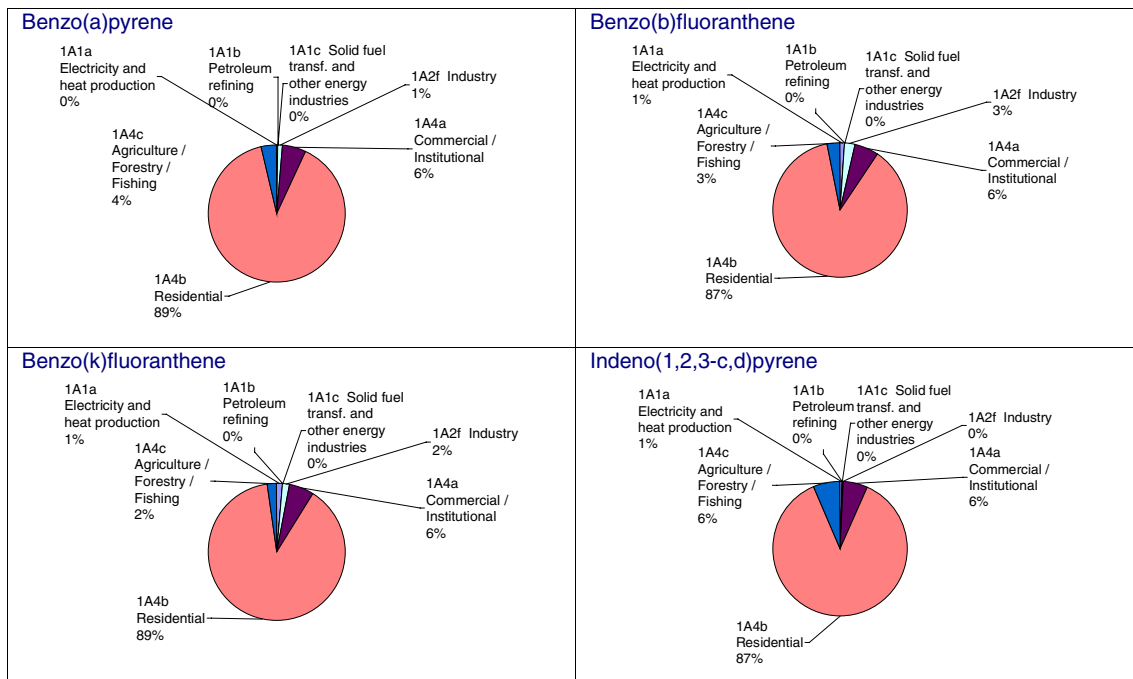 Benzo(a)pyrene
1A1a
Electricity and
heat production
0%
1A1b
Petroleum
refining
0%
1A1c Solid fuel
transf. and
other energy
industries
0%
1A2f Industry
1%
1A4a
Commercial /
Institutional
6%
1A4c
Agriculture /
Forestry /
Fishing
4%
1A4b
Residential
89%
Benzo(b)fluoranthene
1A1a
Electricity and
heat production
1%
1A1b
Petroleum
refining
0%
1A1c Solid fuel
transf. and
other energy
industries
0%
1A2f Industry
3%
1A4a
Commercial /
Institutional
6%
1A4c
Agriculture /
Forestry /
Fishing
3%
1A4b
Residential
87%
Benzo(k)fluoranthene
1A1a
Electricity and
heat production
1%
1A1b
Petroleum
refining
0%
1A1c Solid fuel
transf. and
other energy
industries
0%
1A2f Industry
2%
1A4a
Commercial /
Institutional
6%
1A4c
Agriculture /
Forestry /
Fishing
2%
1A4b
Residential
89%
Indeno(1,2,3-c,d)pyrene
1A1a
Electricity and
heat production
1%
1A1b
Petroleum
refining
0%
1A1c Solid fuel
transf. and
other energy
industries
0%
1A2f Industry
0%
1A4a
Commercial /
Institutional
6%
1A4c
Agriculture /
Forestry /
Fishing
6%
1A4b
Residential
87%